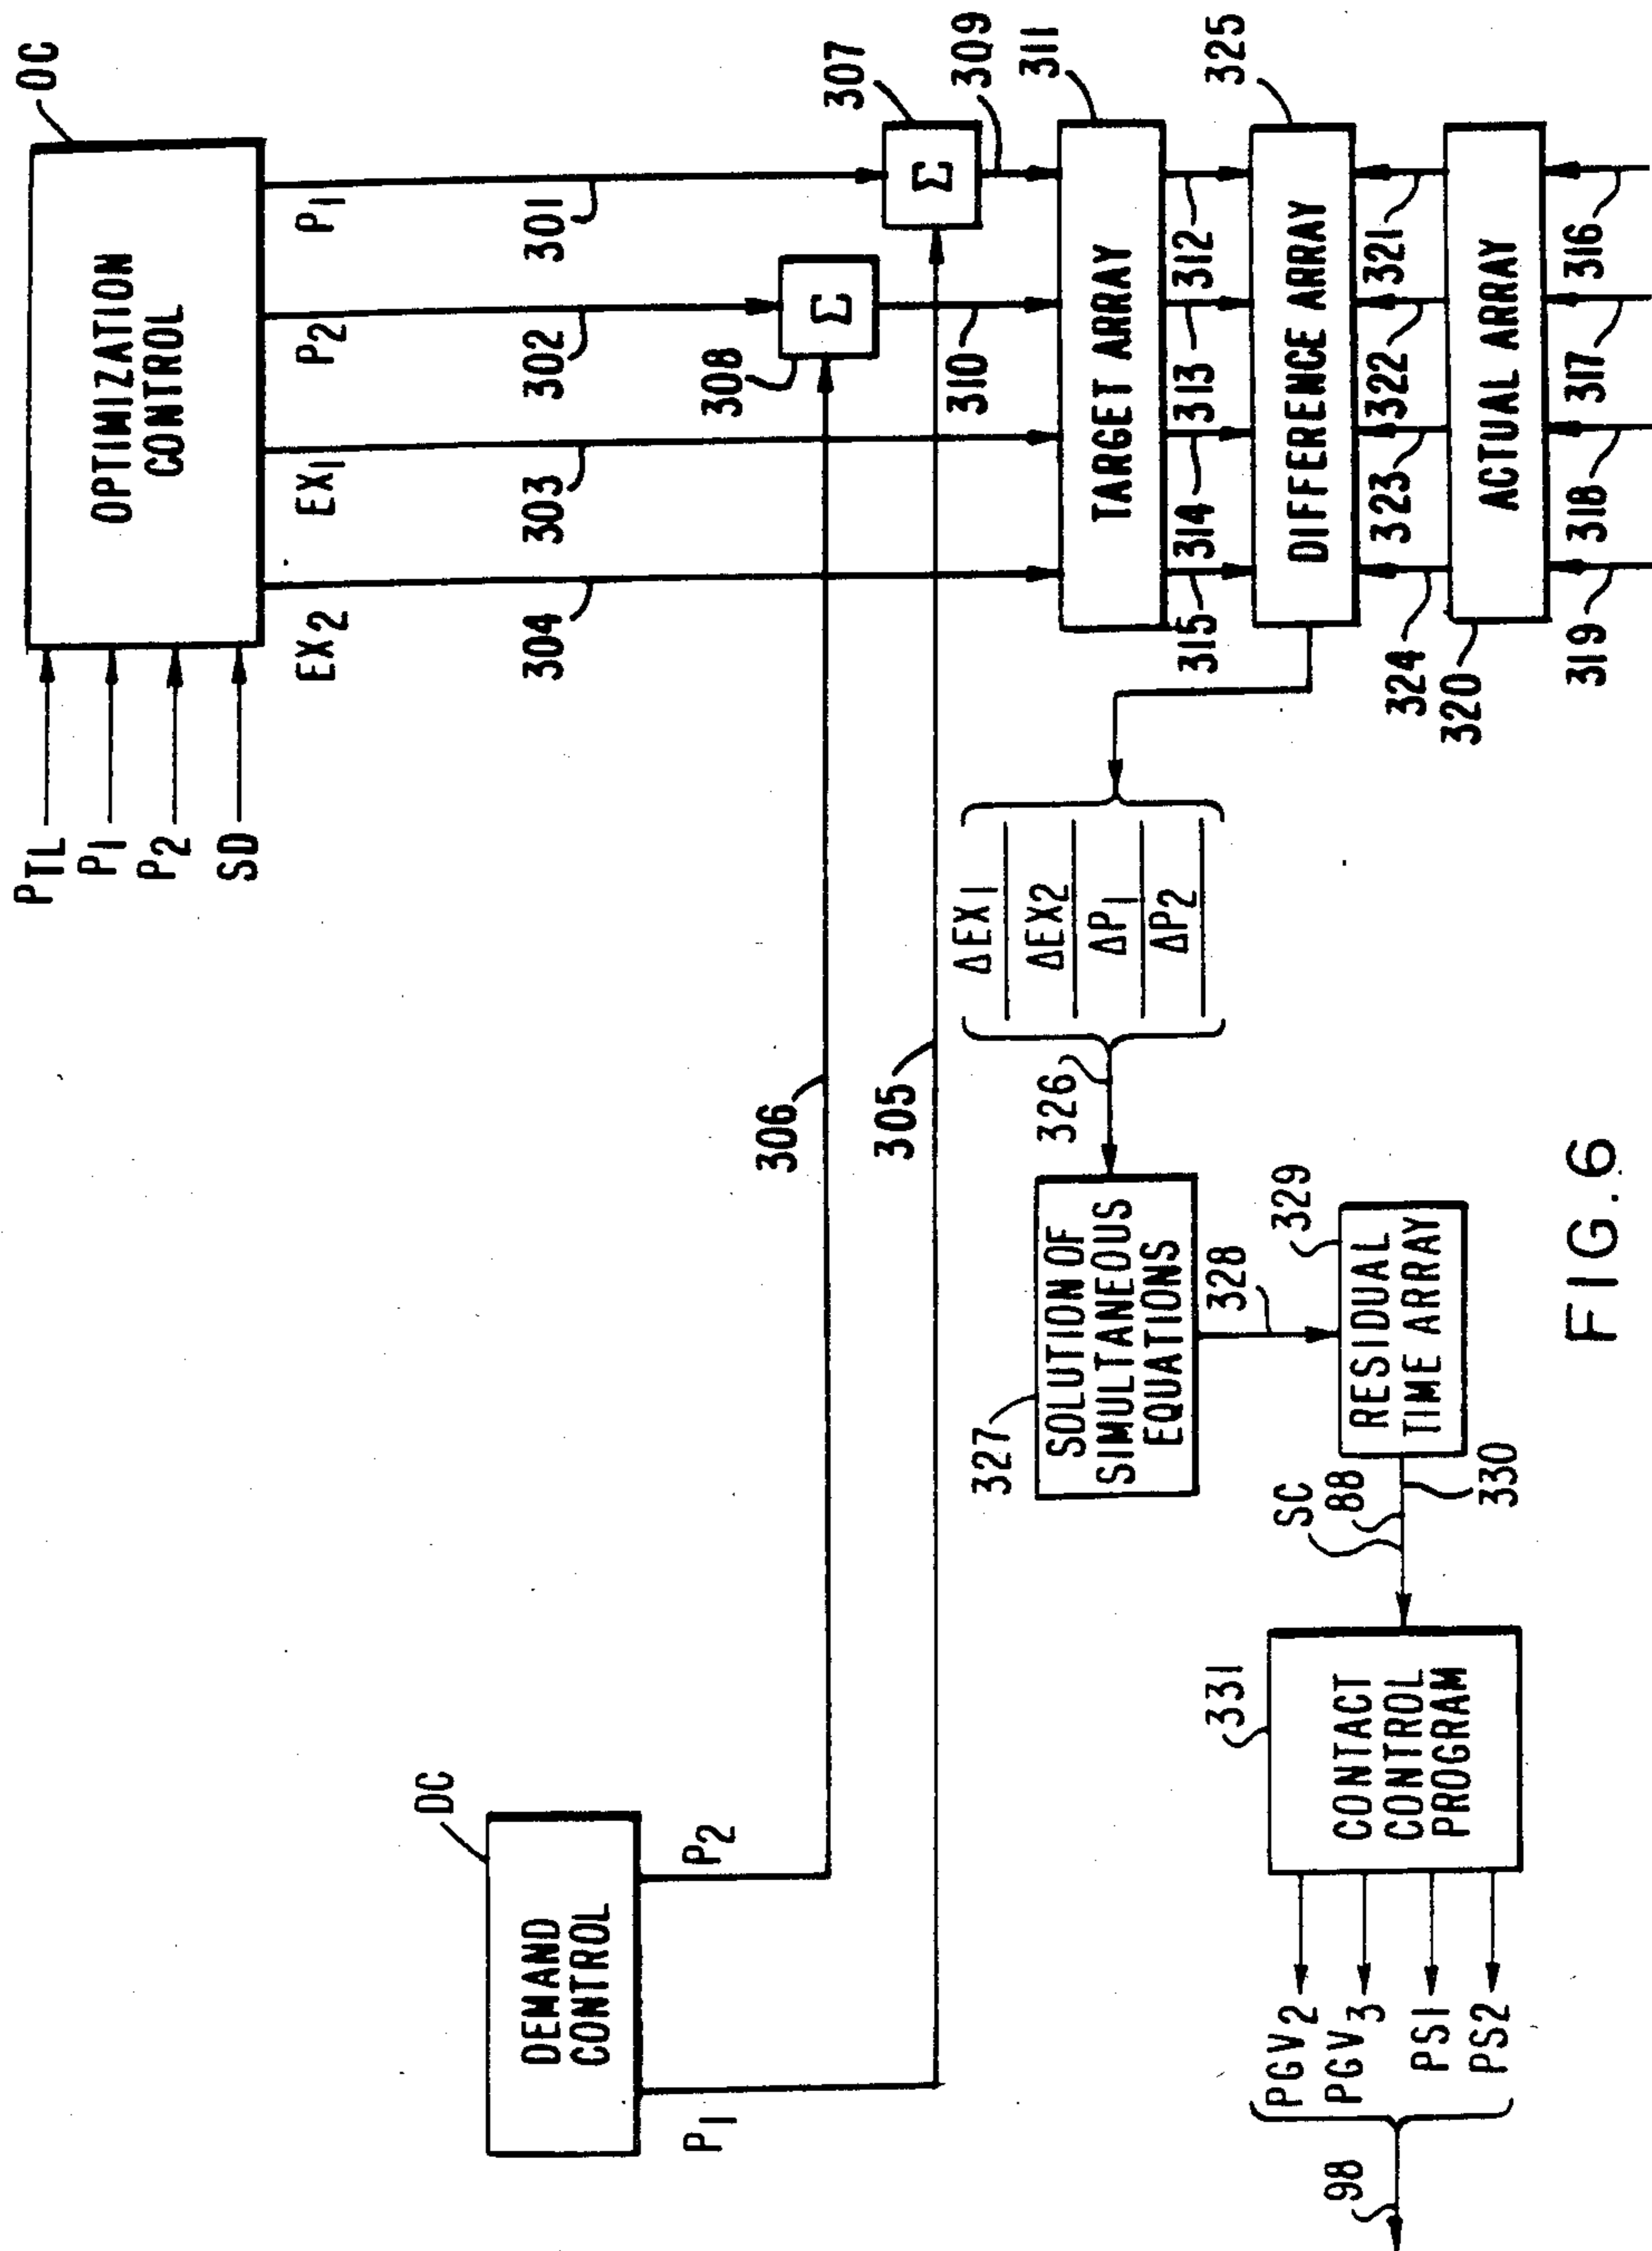 OC
OPTIMIZATION
CONTROL
PTL
P1
P2
SD
P1
301
P2
302
EX1
303
EX2
304
307
Σ
309
308
Σ
310
311
TARGET ARRAY
312
313
314
315
325
DIFFERENCE ARRAY
321
322
323
324
320
ACTUAL ARRAY
316
317
318
319
306
305
DC
DEMAND
CONTROL
P2
P1
ΔEX1
ΔEX2
ΔP1
ΔP2
326
327
SOLUTION OF
SIMULTANEOUS
EQUATIONS
328
329
RESIDUAL
TIME ARRAY
330
88
SC
331
CONTACT
CONTROL
PROGRAM
PGV2
PGV3
PS1
PS2
98
FIG.6